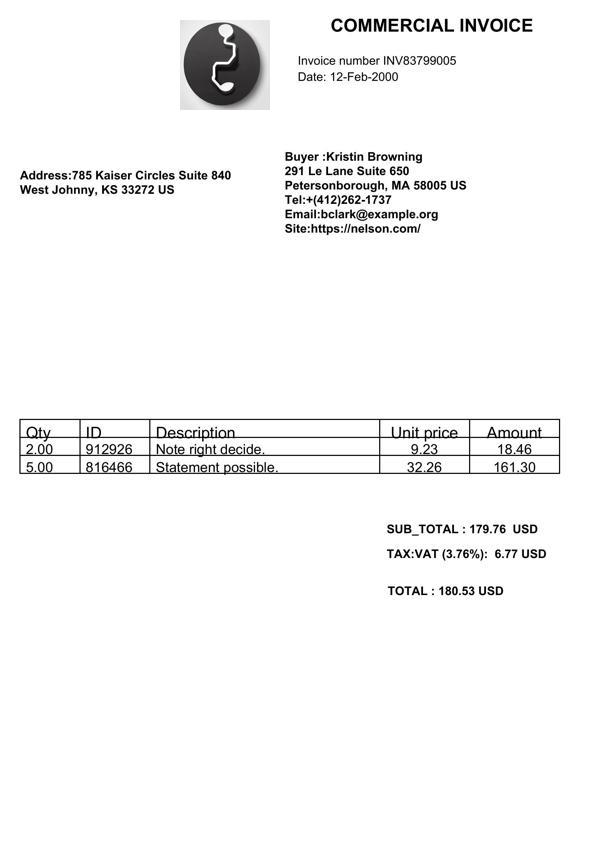 COMMERCIAL INVOICE
Invoice number INV83799005
Date: 12-Feb-2000
Address:785 Kaiser Circles Suite 840
West Johnny, KS 33272 US
Buyer :Kristin Browning
291 Le Lane Suite 650
Petersonborough, MA 58005 US
Tel:+(412)262-1737
Email:bclark@example.org
Site:https://nelson.com/
Qty ID Description Unit price Amount
2.00 912926 Note right decide. 9.23 18.46
5.00 816466 Statement possible. 32.26 161.30
SUB_TOTAL : 179.76 USD
TAX:VAT (3.76%): 6.77 USD
TOTAL : 180.53 USD